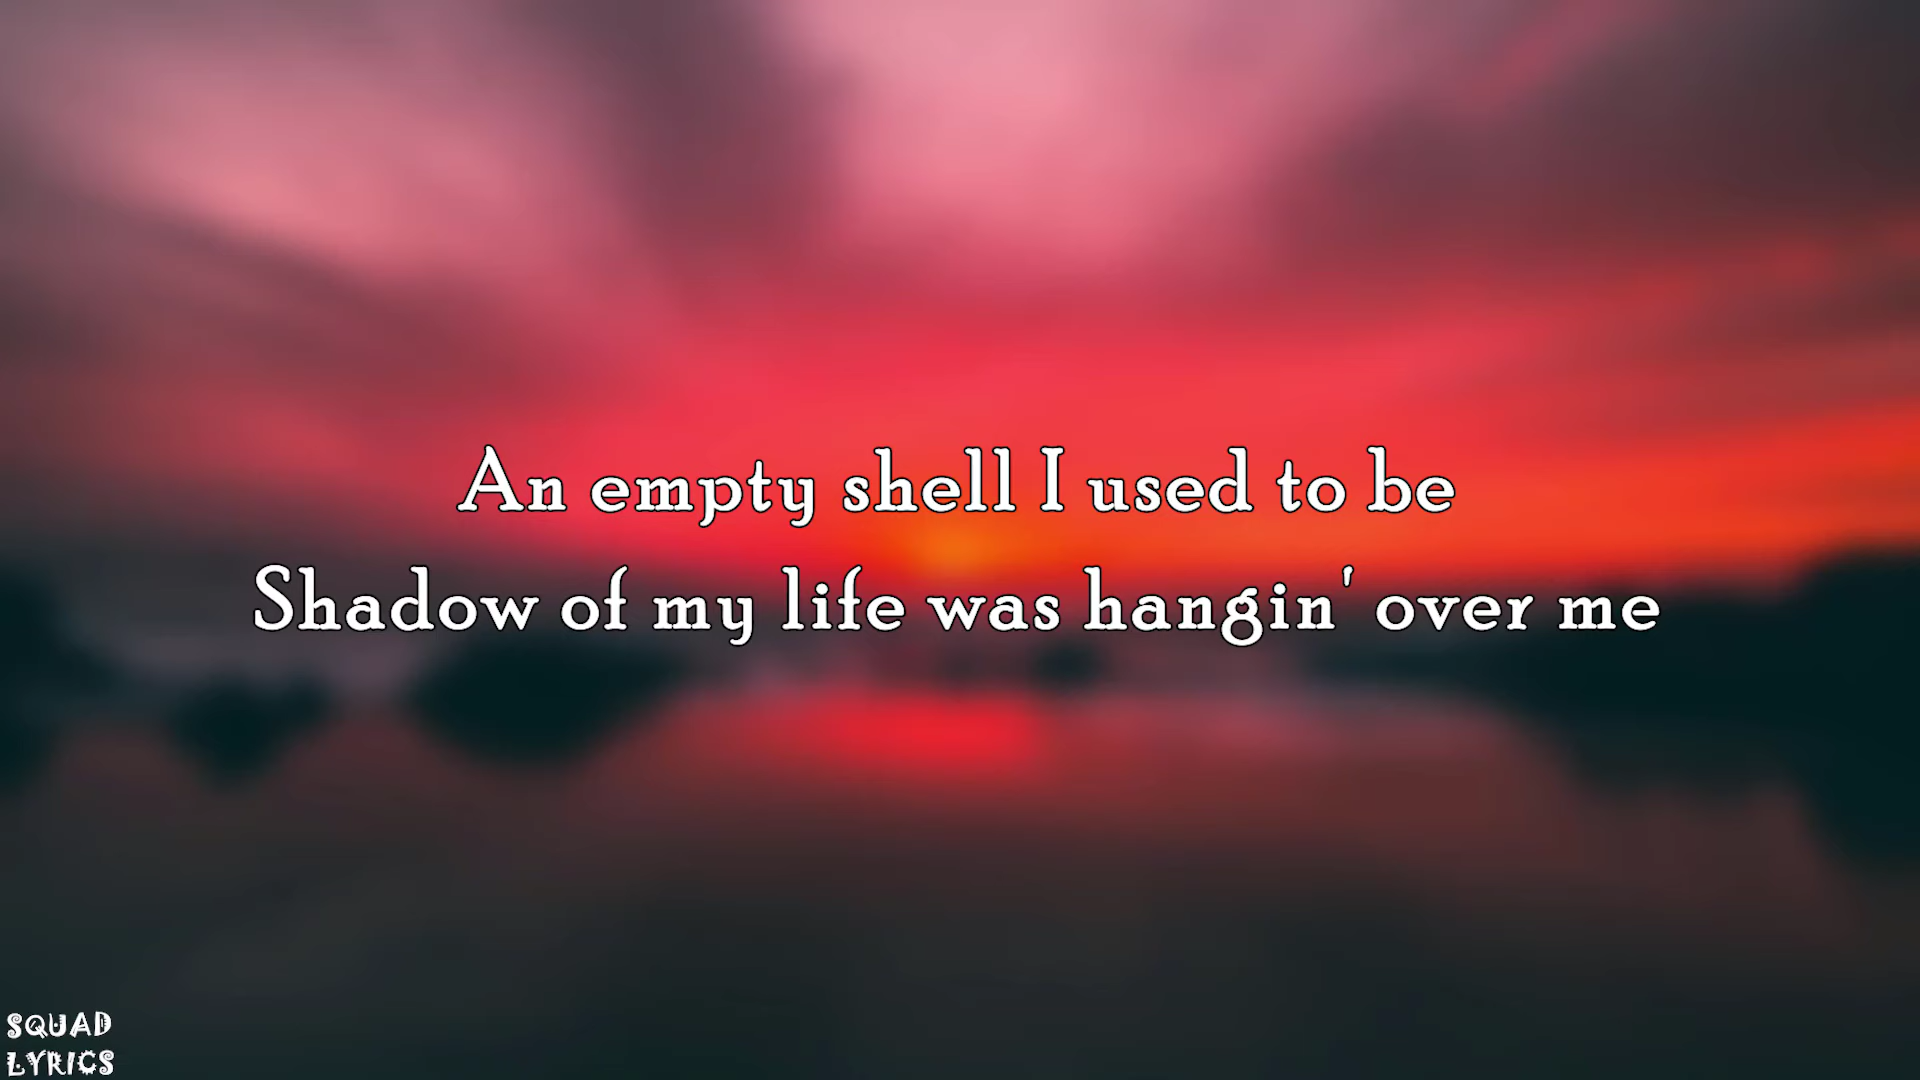 An empty shell I used to be
Shadow of my life was hangin' over me
SQUAD
LYRICS